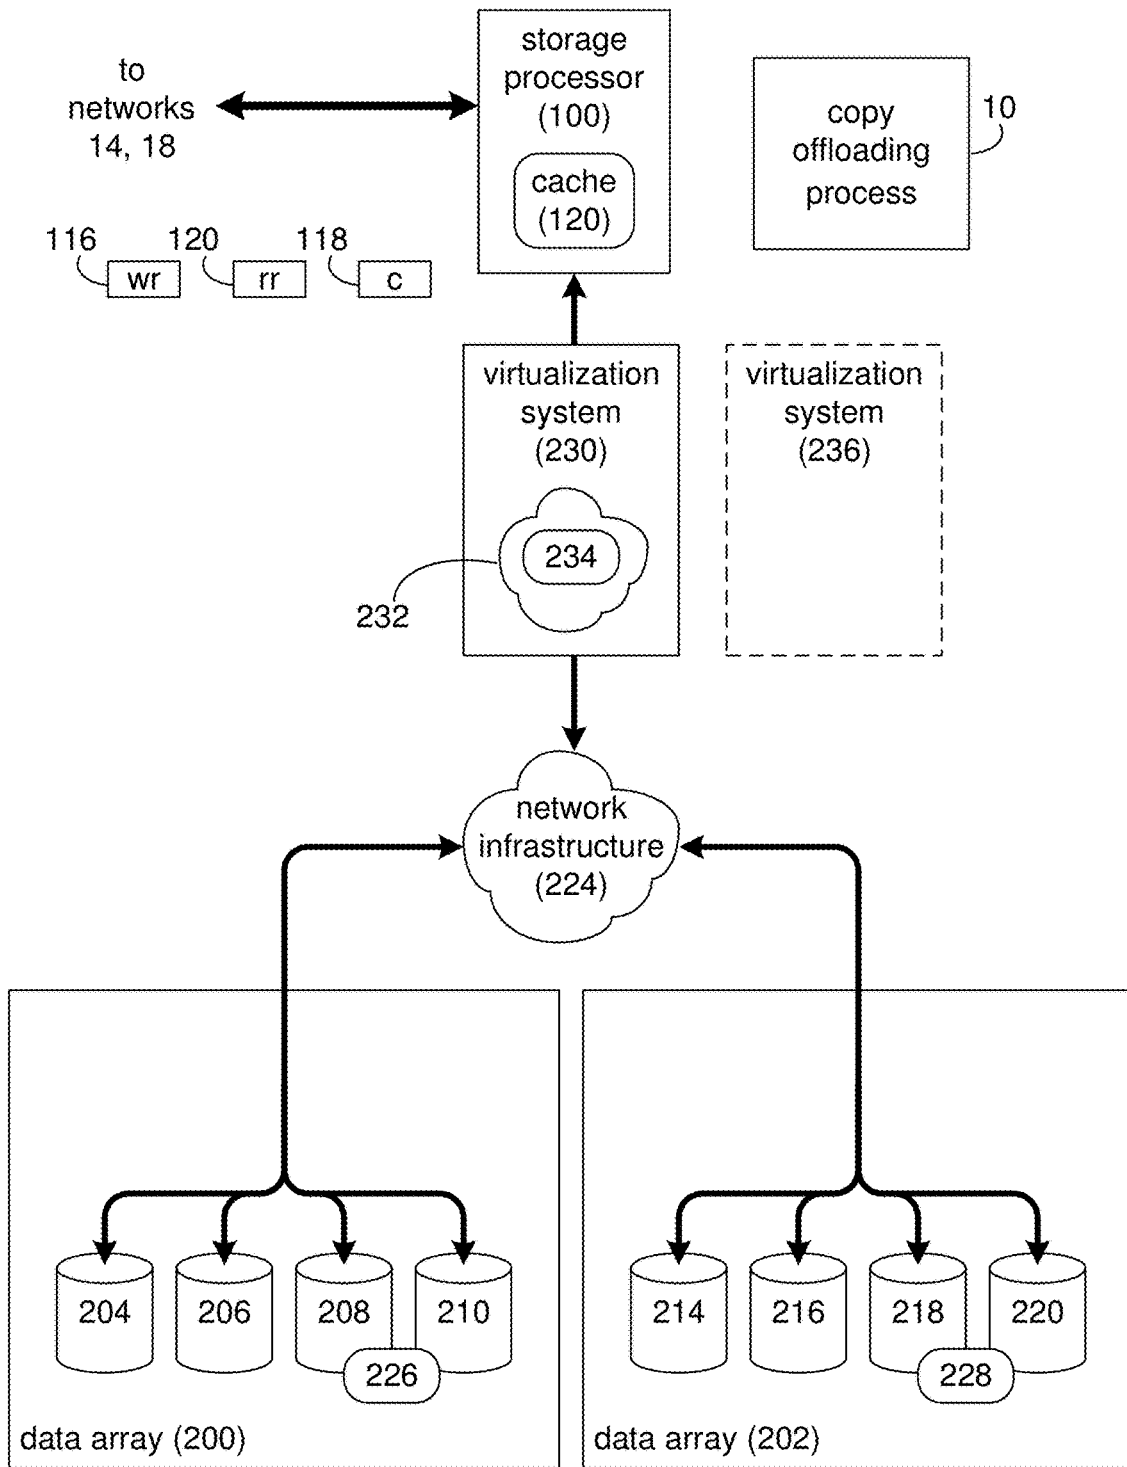 storage
processor
(100)
cache
(120)
to
networks
14, 18
copy
offloading
process
10
116
120
118
wr
rr
c
virtualization
system
(230)
234
232
virtualization
system
(236)
network
infrastructure
(224)
204
206
208
210
226
data array (200)
214
216
218
220
228
data array (202)